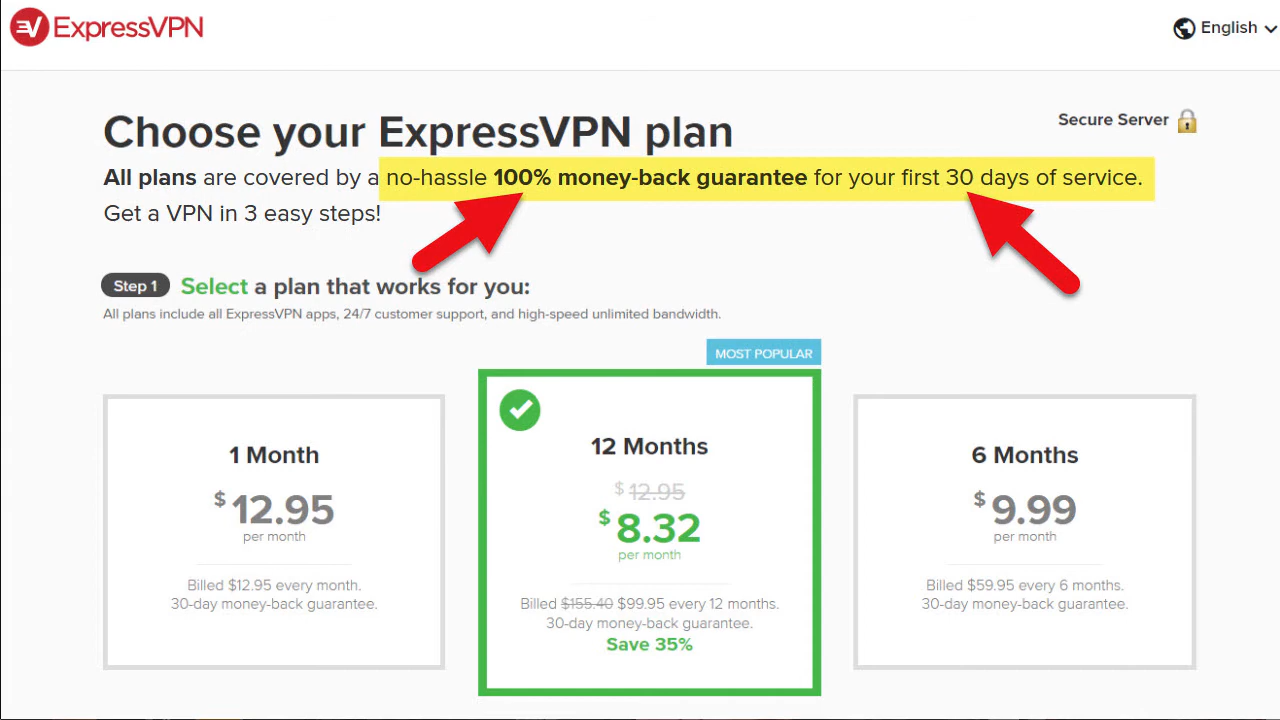 ExpressVPN
English
Choose your ExpressVPN plan
Secure Server
All plans are covered by a no-hassle 100% money-back guarantee for your first 30 days of service.
Get a VPN in 3 easy steps!
Step 1 Select a plan that works for you:
All plans include all ExpressVPN apps, 24/7 customer support, and high-speed unlimited bandwidth.
MOST POPULAR
1 Month
$12.95
per month
Billed $12.95 every month.
30-day money-back guarantee.
12 Months
$12.95
$8.32
per month
Billed $155.40 $99.95 every 12 months.
30-day money-back guarantee.
Save 35%
6 Months
$9.99
per month
Billed $59.95 every 6 months.
30-day money-back guarantee.